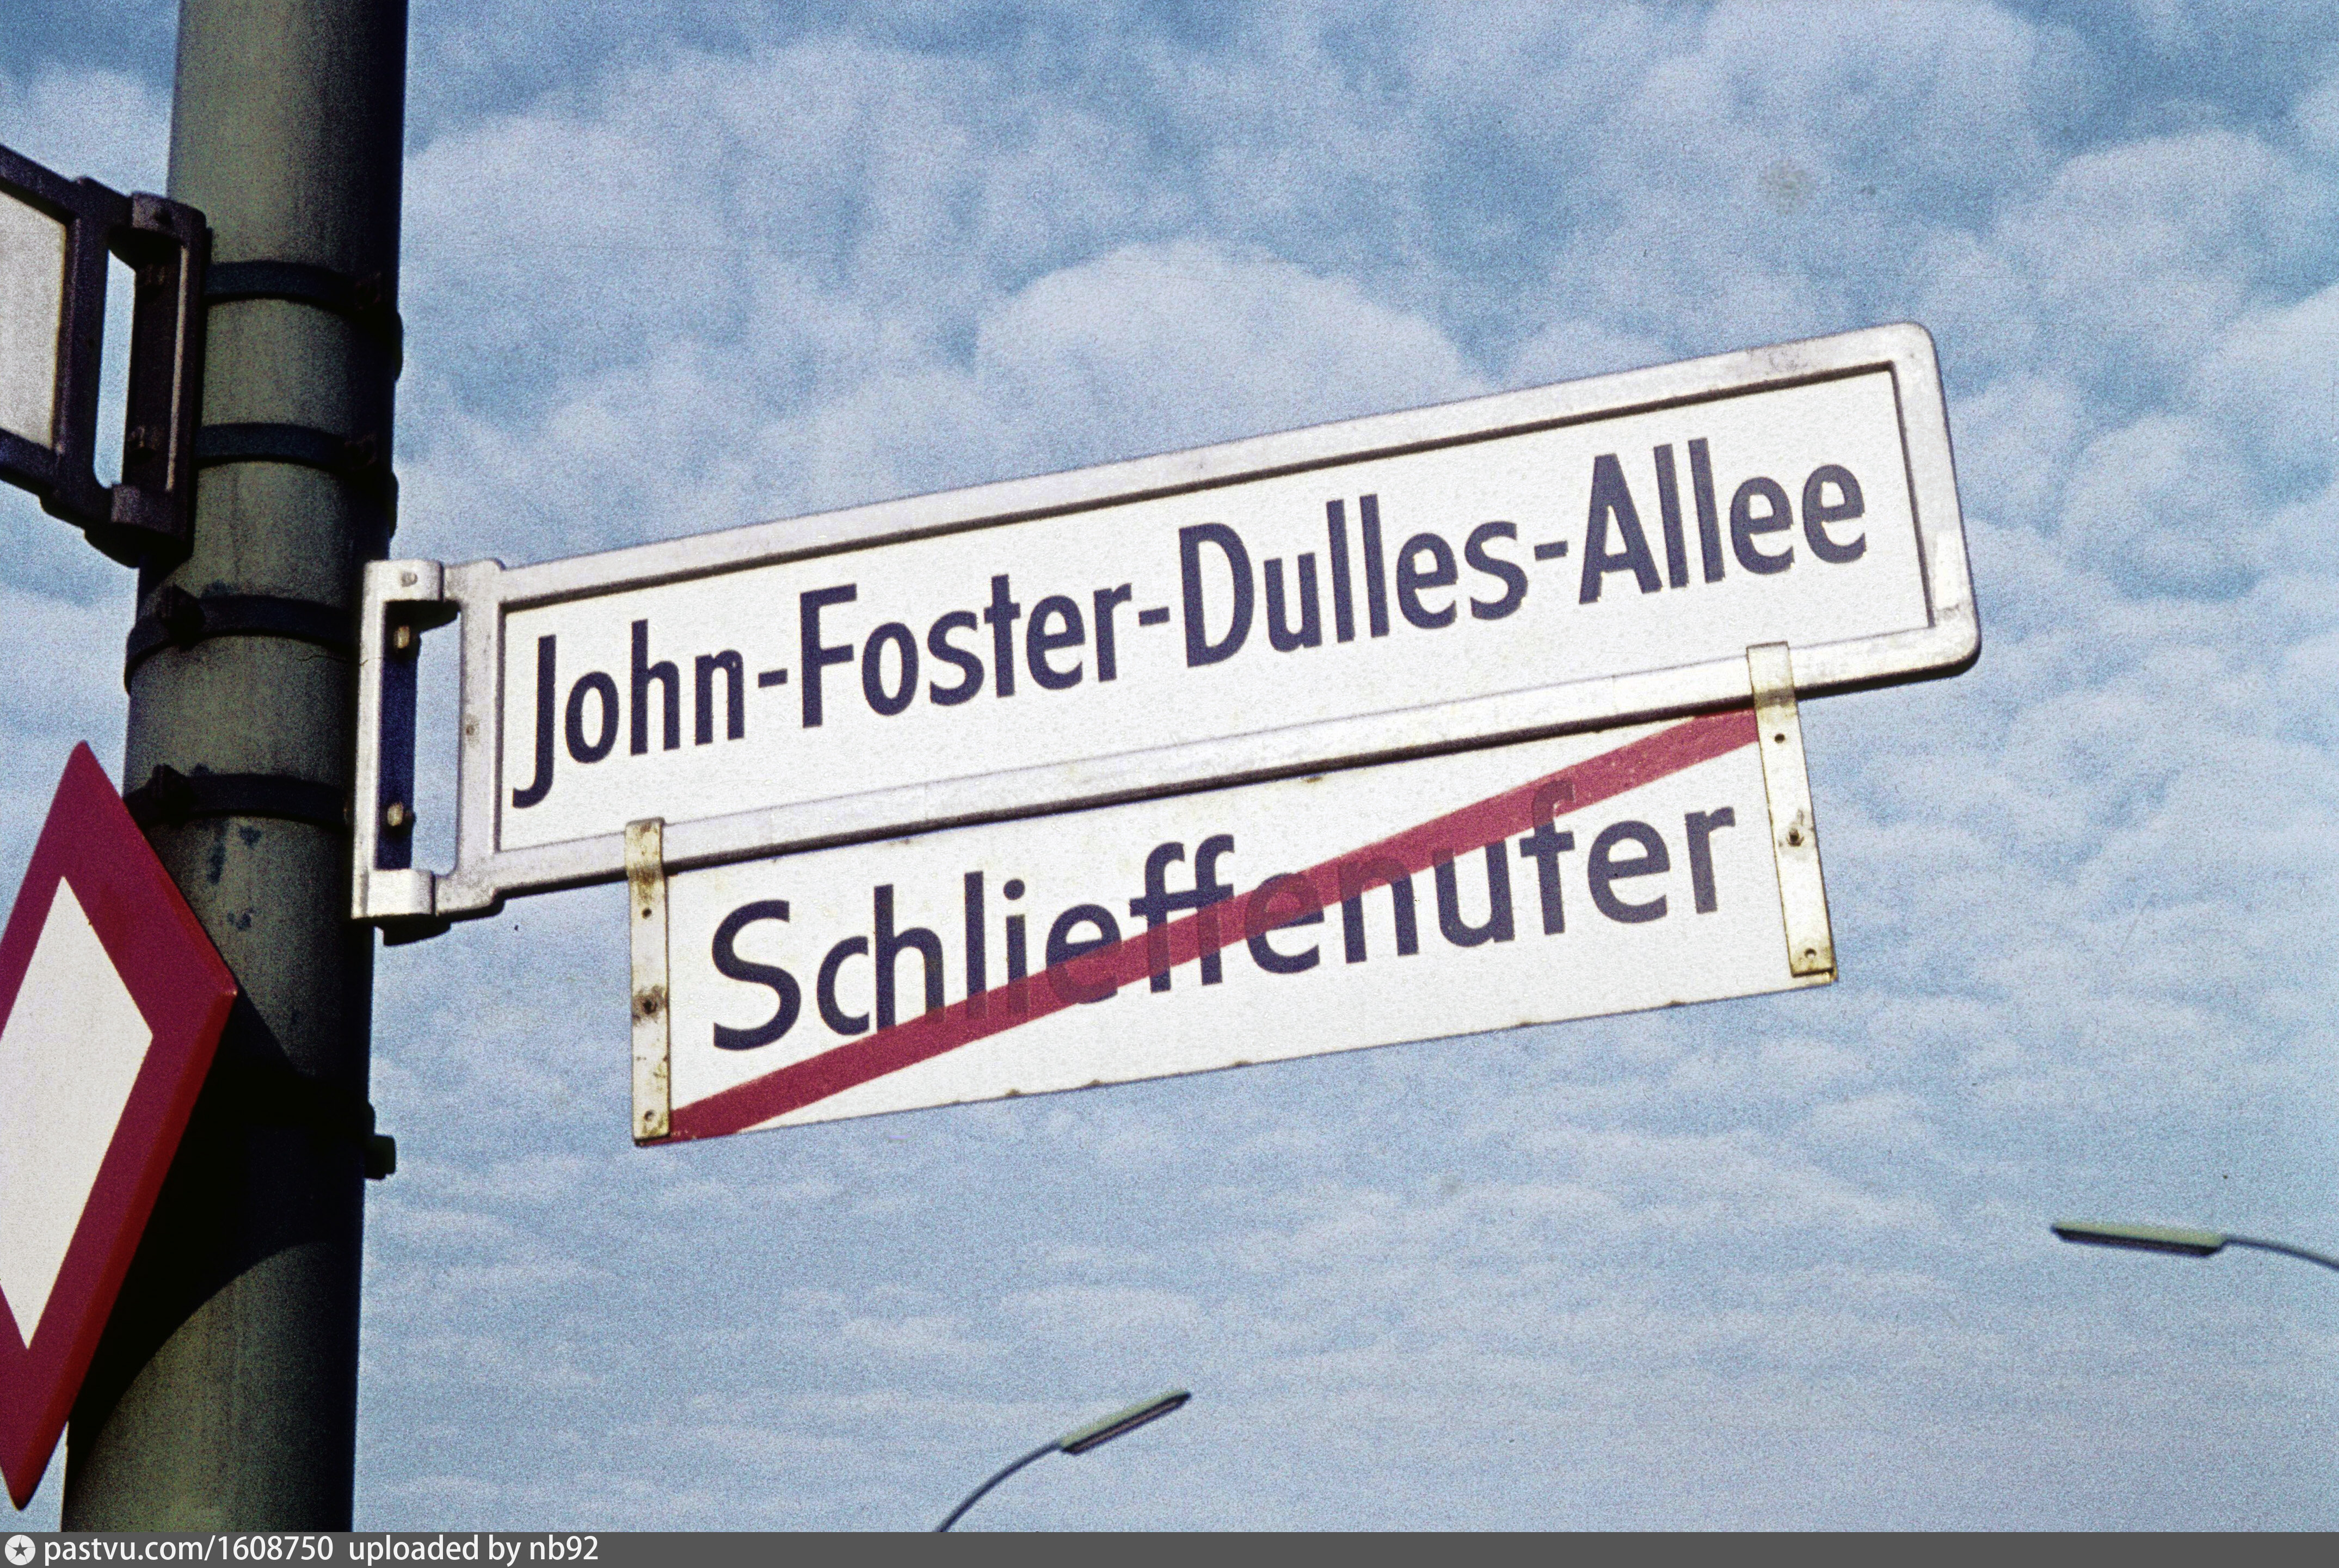 John-Foster-Dulles-Allee
Schlieffenufer
pastvu.com/1608750 uploaded by nb92